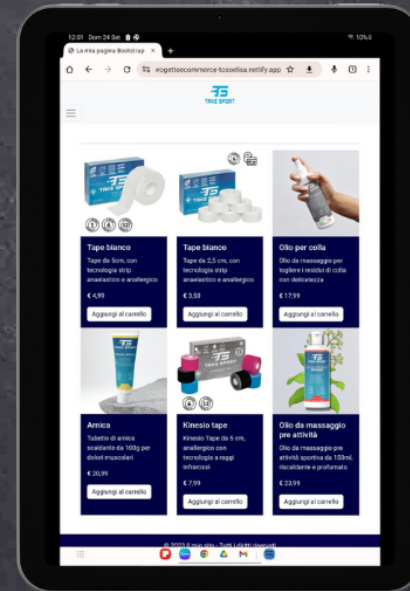 12:01 Dom 24 Set
10%
La mia pagina Bootstrap
progettoecommerce-tosoelisa.netlify.app
TS
TAKE SPORT
Tape bianco
Tape da 5cm, con
tecnologia strip
anaelastico e anallergico
€ 4,99
Aggiungi al carrello
Tape bianco
Tape da 2,5 cm, con
tecnologia strip
anaelastico e anallergico
€ 3,50
Aggiungi al carrello
Olio per colla
Olio da massaggio per
togliere i residui di colla
con delicatezza
€ 17,99
Aggiungi al carrello
Arnica
Tubetto di arnica
scaldante da 100g per
dolori muscolari
€ 20,99
Aggiungi al carrello
TS
TAKE SPORT
Kinesio tape
Kinesio Tape da 5 cm,
anallergico con
tecnologia a raggi
infrarossi
€ 7,99
Aggiungi al carrello
Olio da massaggio
pre attività
Olio da massaggio pre
attività sportiva da 150ml,
riscaldante e profumato
€ 23,99
Aggiungi al carrello
© 2023 Il mio sito - Tutti i diritti riservati